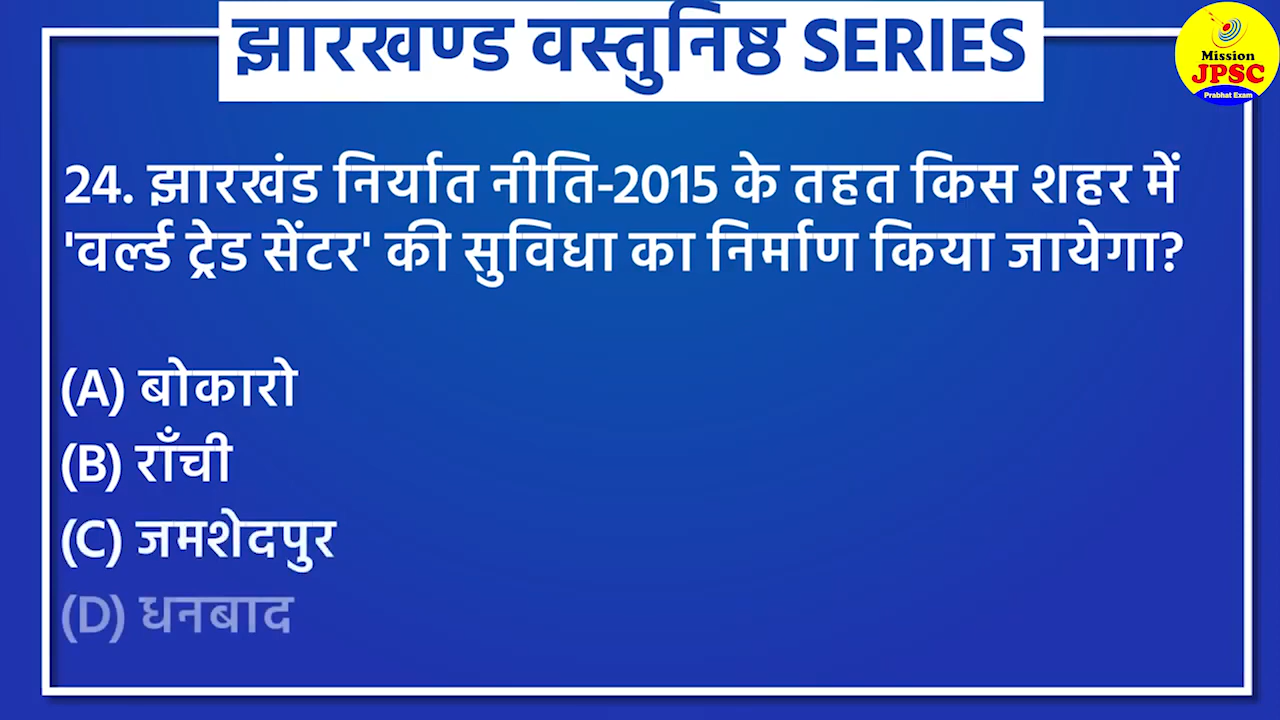 झारखण्ड वस्तुनिष्ठ SERIES
Mission
JPSC
Prabhat Exam
24. झारखंड निर्यात नीति-2015 के तहत किस शहर में
'वर्ल्ड ट्रेड सेंटर' की सुविधा का निर्माण किया जायेगा?
(A) बोकारो
(B) राँची
(C) जमशेदपुर
(D) धनबाद